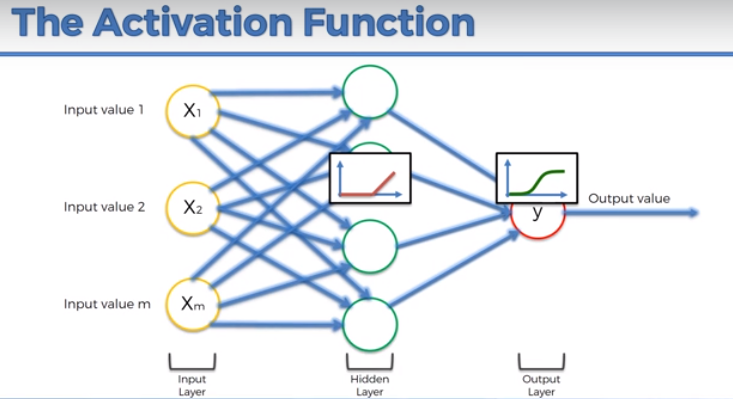 The Activation Function
Input value 1
X1
Input value 2
X2
Output value
y
Input value m
Xm
Input
Layer
Hidden
Layer
Output
Layer